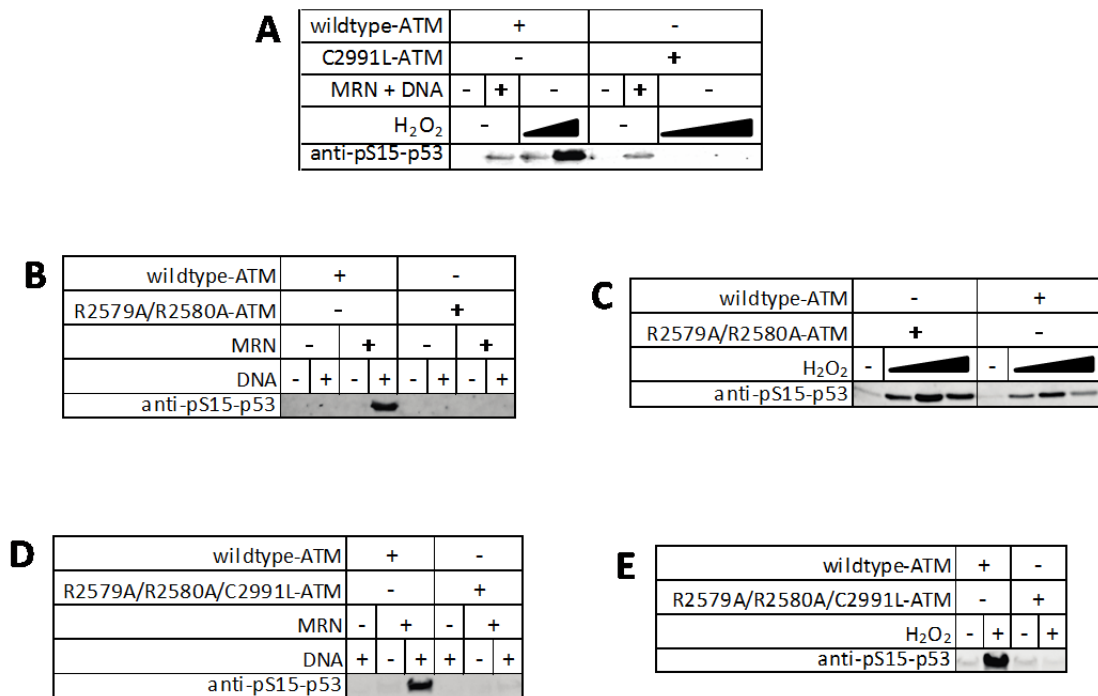 A
wildtype-ATM + -
C2991L-ATM - +
MRN + DNA - + - - + -
H2O2 - -
anti-pS15-p53
B
wildtype-ATM + -
R2579A/R2580A-ATM - +
MRN - + - +
DNA - + - + - + - +
anti-pS15-p53
C
wildtype-ATM - +
R2579A/R2580A-ATM + -
H2O2 - -
anti-pS15-p53
D
wildtype-ATM + -
R2579A/R2580A/C2991L-ATM - +
MRN - + - +
DNA + - + + - +
anti-pS15-p53
E
wildtype-ATM + -
R2579A/R2580A/C2991L-ATM - +
H2O2 - + - +
anti-pS15-p53